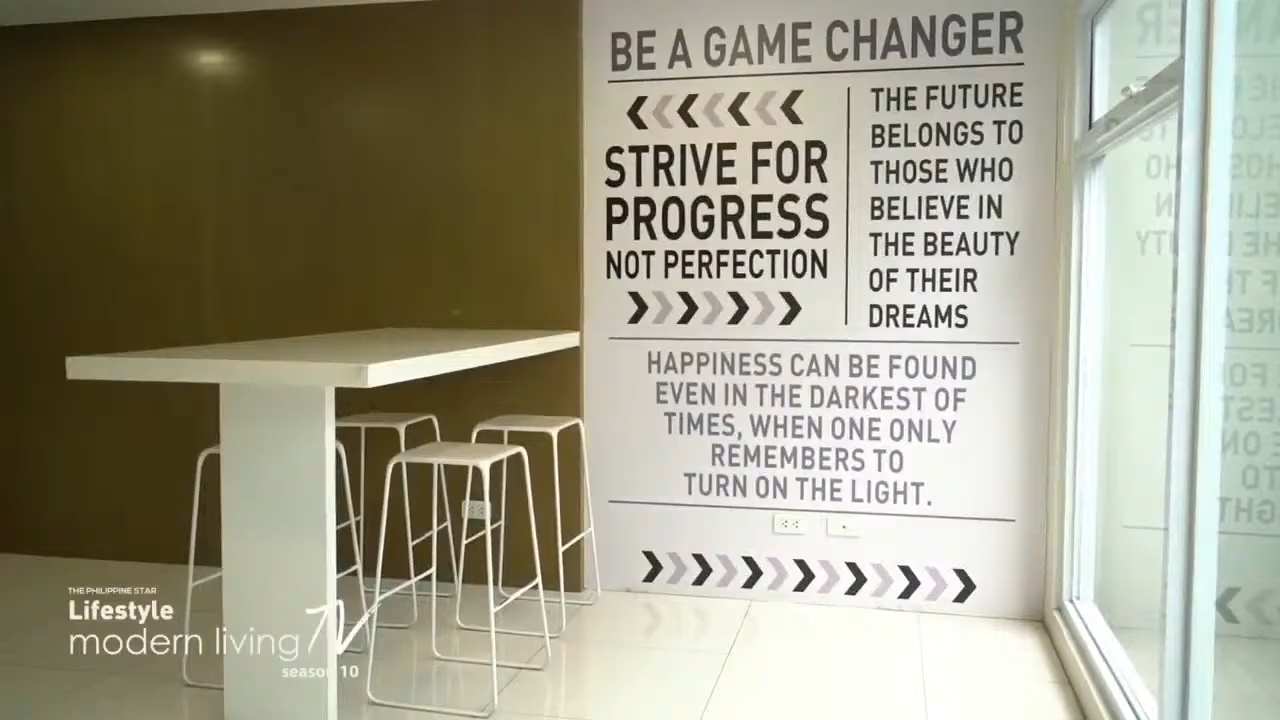 BE A GAME CHANGER
STRIVE FOR
PROGRESS
NOT PERFECTION
THE FUTURE
BELONGS TO
THOSE WHO
BELIEVE IN
THE BEAUTY
OF THEIR
DREAMS
HAPPINESS CAN BE FOUND
EVEN IN THE DARKEST OF
TIMES, WHEN ONE ONLY
REMEMBERS TO
TURN ON THE LIGHT.
THE PHILIPPINE STAR
Lifestyle
modern living TV
season 10